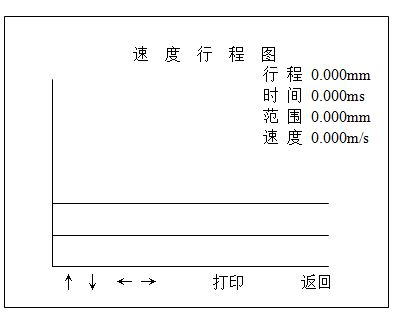 速 度 行 程 图
行 程 0.000mm
时 间 0.000ms
范 围 0.000mm
速 度 0.000m/s
↑ ↓ ← → 打印 返回